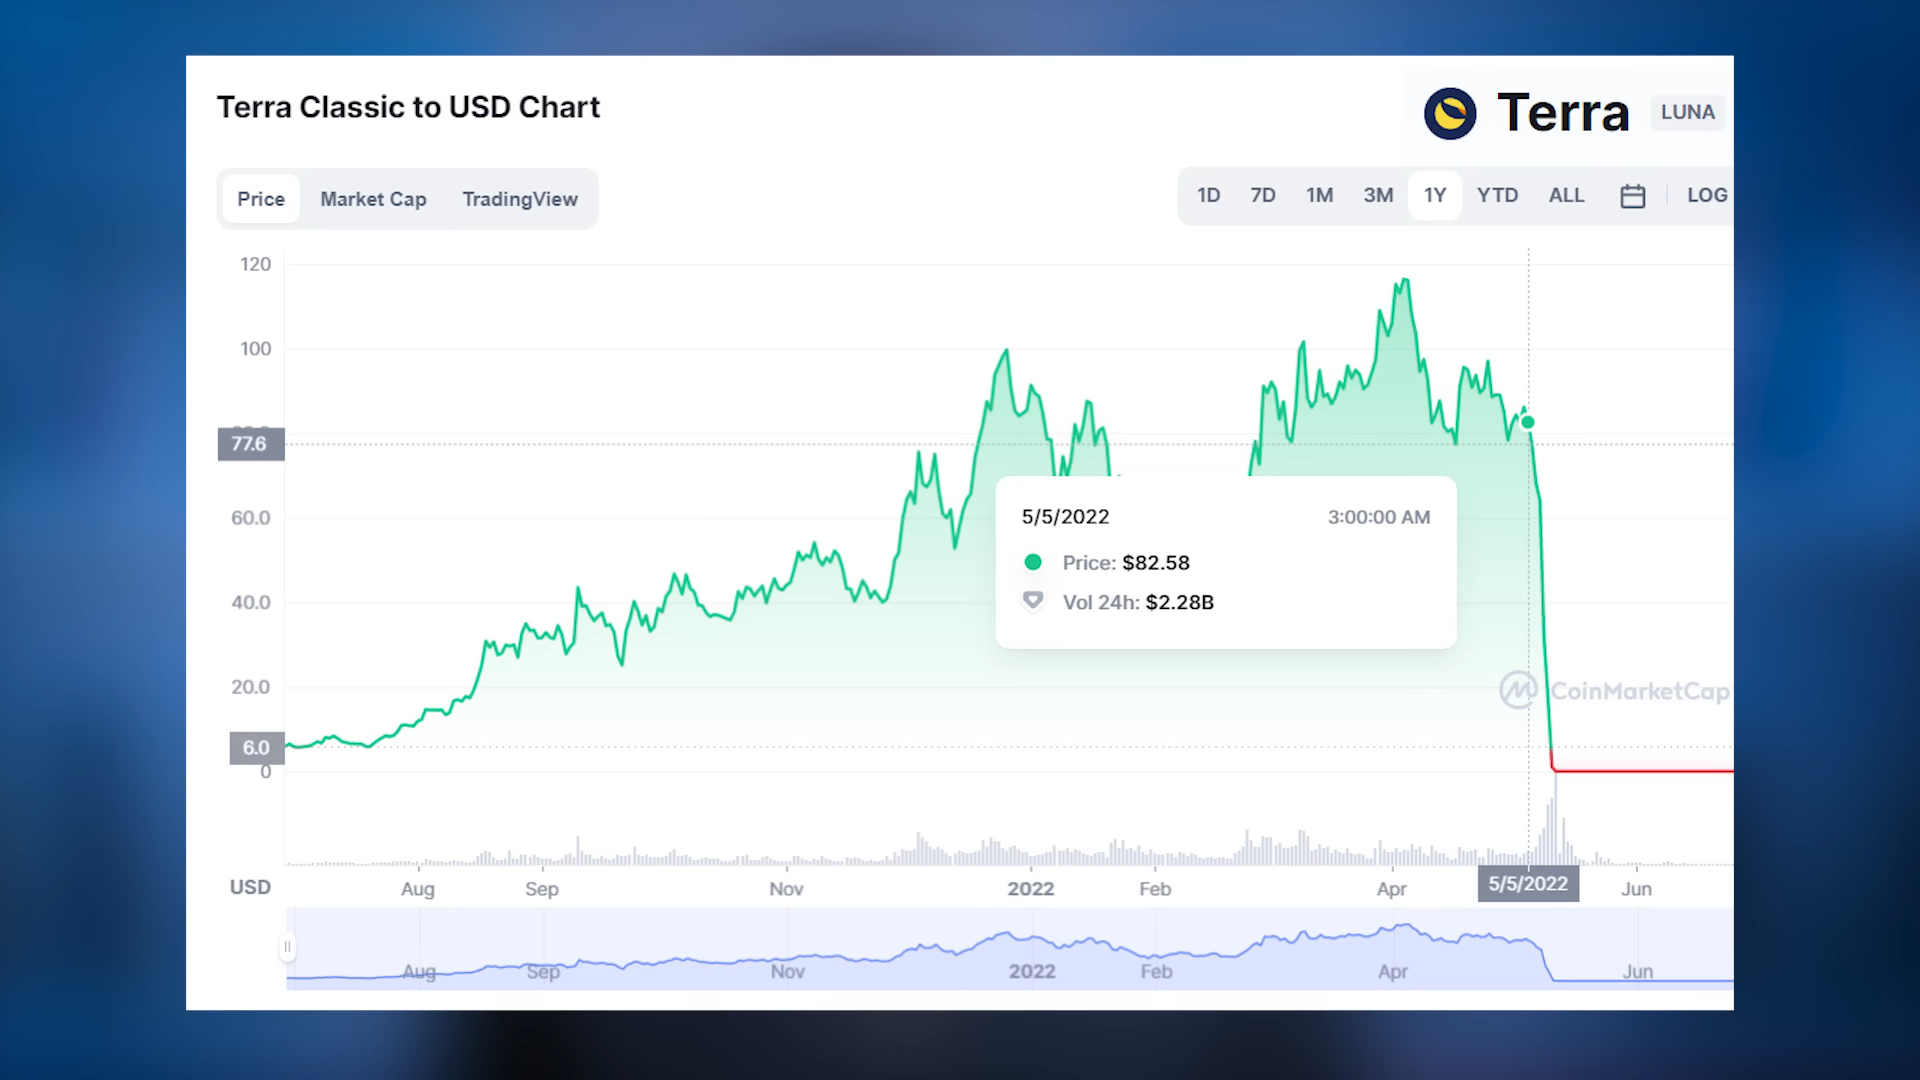 Terra Classic to USD Chart
Terra LUNA
Price Market Cap TradingView
1D 7D 1M 3M 1Y YTD ALL LOG
120
100
77.6
60.0
40.0
20.0
6.0
0
5/5/2022 3:00:00 AM
Price: $82.58
Vol 24h: $2.28B
CoinMarketCap
USD Aug Sep Nov 2022 Feb Apr 5/5/2022 Jun
Aug Sep Nov 2022 Feb Apr Jun